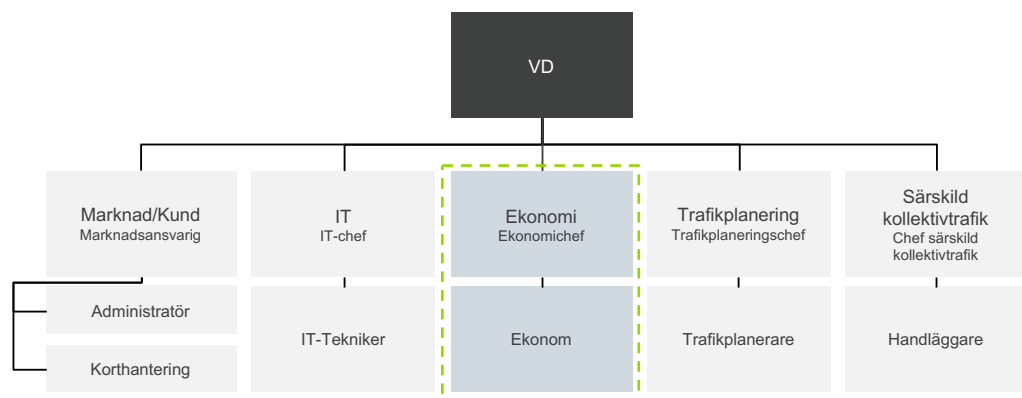 VD
Marknad/Kund
Marknadsansvarig
IT
IT-chef
Ekonomi
Ekonomichef
Trafikplanering
Trafikplaneringschef
Särskild
kollektivtrafik
Chef särskild
kollektivtrafik
Administratör
Korthantering
IT-Tekniker
Ekonom
Trafikplanerare
Handläggare